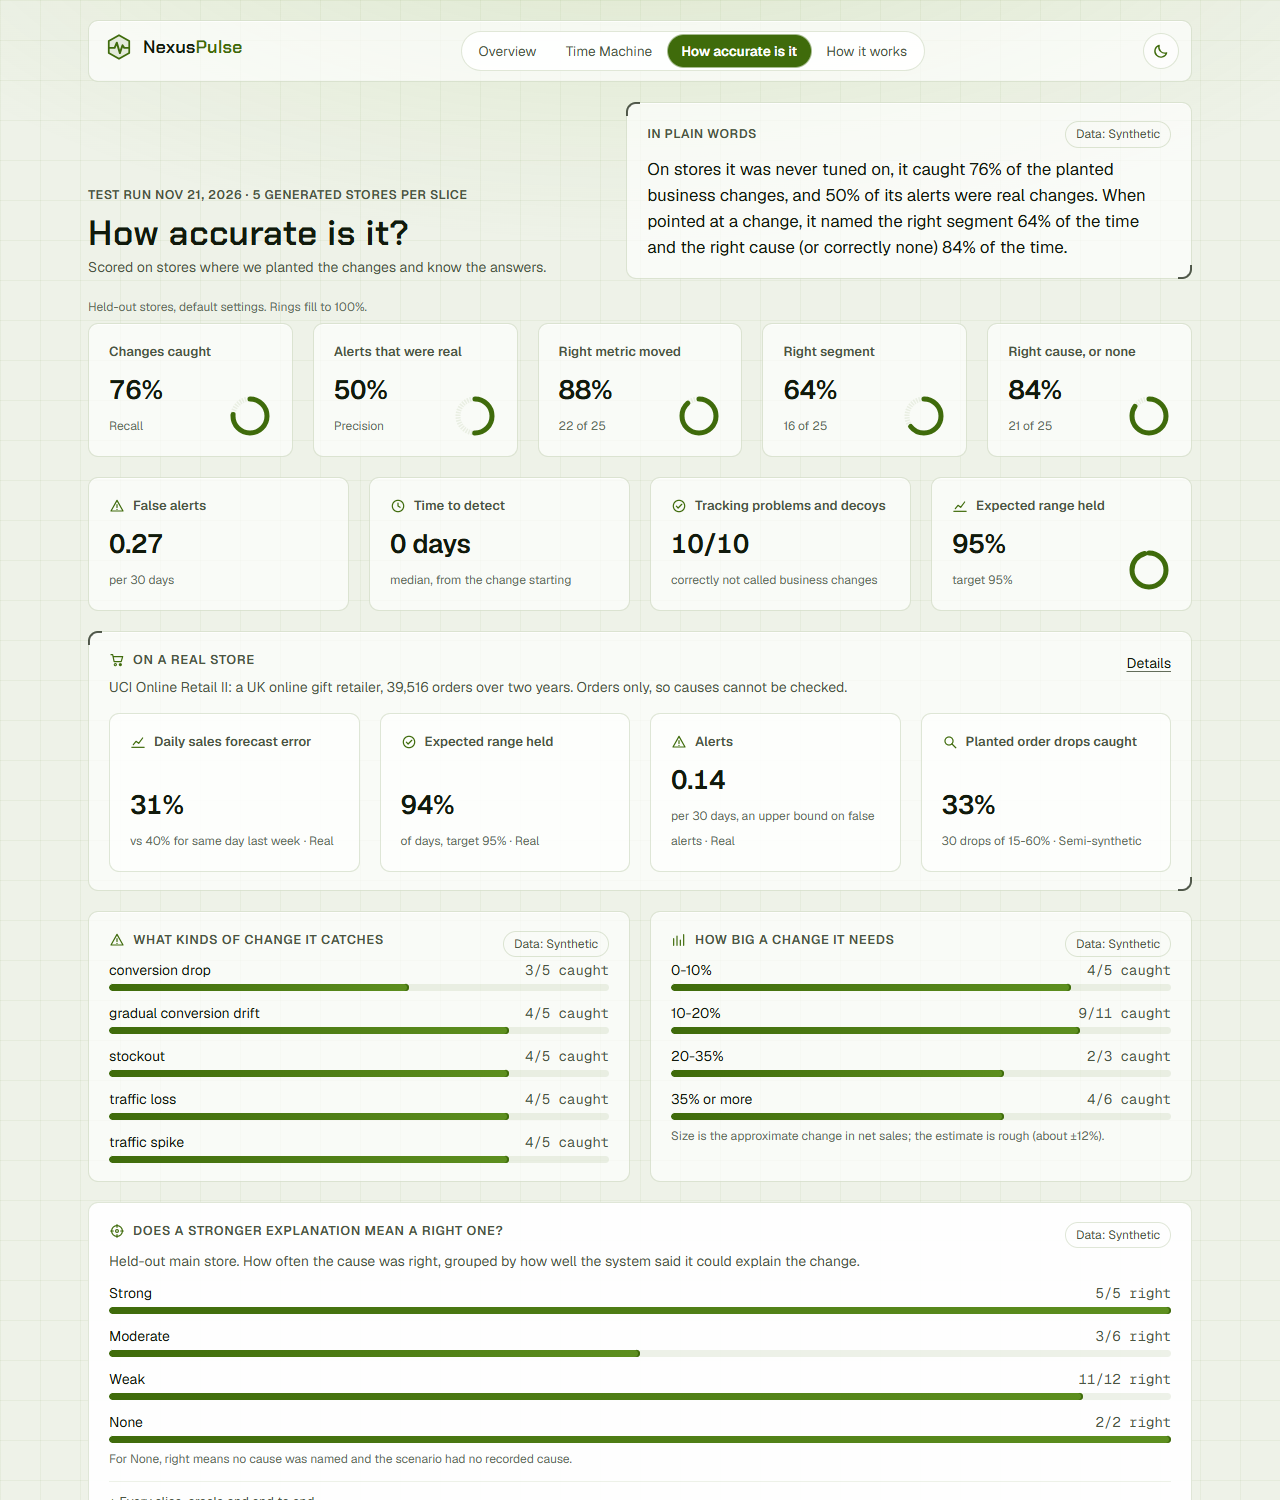 NexusPulse
Overview
Time Machine
How accurate is it
How it works
TEST RUN NOV 21, 2026 · 5 GENERATED STORES PER SLICE
How accurate is it?
Scored on stores where we planted the changes and know the answers.
IN PLAIN WORDS
Data: Synthetic
On stores it was never tuned on, it caught 76% of the planted
business changes, and 50% of its alerts were real changes. When
pointed at a change, it named the right segment 64% of the time
and the right cause (or correctly none) 84% of the time.
Held-out stores, default settings. Rings fill to 100%.
Changes caught
76%
Recall
Alerts that were real
50%
Precision
Right metric moved
88%
22 of 25
Right segment
64%
16 of 25
Right cause, or none
84%
21 of 25
False alerts
0.27
per 30 days
Time to detect
0 days
median, from the change starting
Tracking problems and decoys
10/10
correctly not called business changes
Expected range held
95%
target 95%
ON A REAL STORE
Details
UCI Online Retail II: a UK online gift retailer, 39,516 orders over two years. Orders only, so causes cannot be checked.
Daily sales forecast error
31%
vs 40% for same day last week · Real
Expected range held
94%
of days, target 95% · Real
Alerts
0.14
per 30 days, an upper bound on false
alerts · Real
Planted order drops caught
33%
30 drops of 15-60% · Semi-synthetic
WHAT KINDS OF CHANGE IT CATCHES
Data: Synthetic
conversion drop 3/5 caught
gradual conversion drift 4/5 caught
stockout 4/5 caught
traffic loss 4/5 caught
traffic spike 4/5 caught
HOW BIG A CHANGE IT NEEDS
Data: Synthetic
0-10% 4/5 caught
10-20% 9/11 caught
20-35% 2/3 caught
35% or more 4/6 caught
Size is the approximate change in net sales; the estimate is rough (about ±12%).
DOES A STRONGER EXPLANATION MEAN A RIGHT ONE?
Data: Synthetic
Held-out main store. How often the cause was right, grouped by how well the system said it could explain the change.
Strong 5/5 right
Moderate 3/6 right
Weak 11/12 right
None 2/2 right
For None, right means no cause was named and the scenario had no recorded cause.